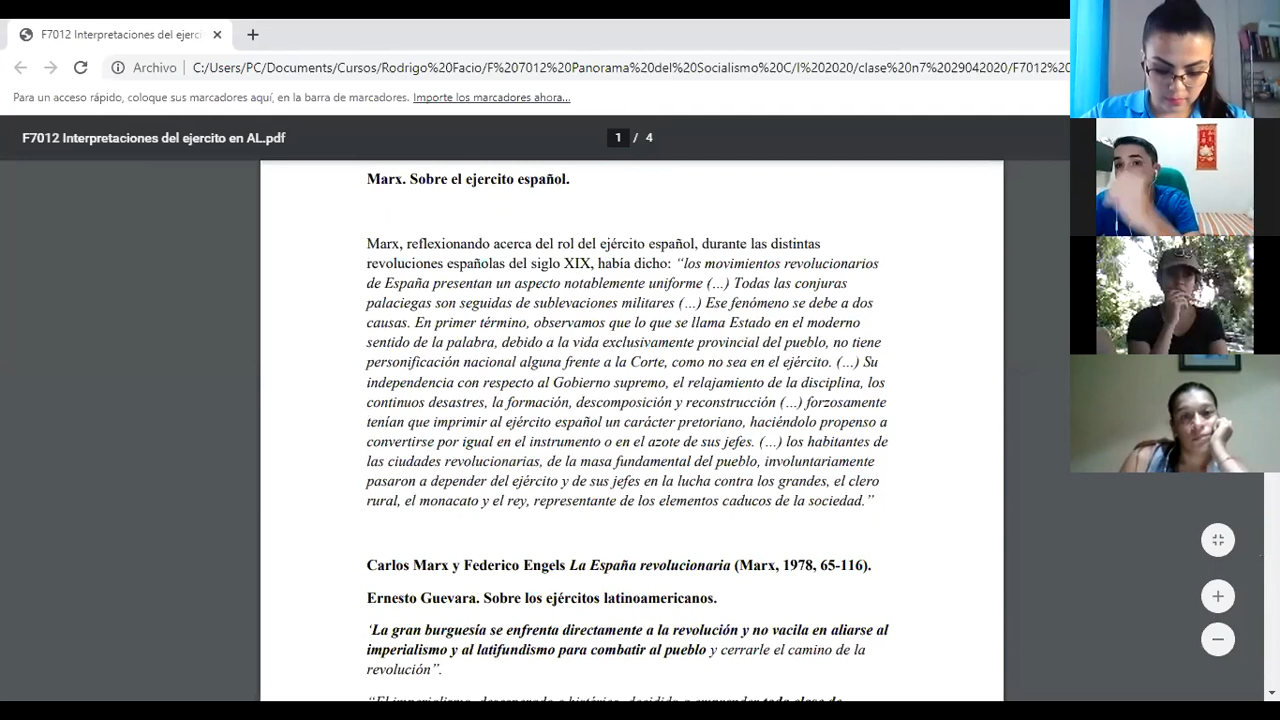 F7012 Interpretaciones del ejerc
Archivo
C:/Users/PC/Documents/Cursos/Rodrigo%20Facio/F%207012%20Panorama%20del%20Socialismo%20C/I%202020/clase%20n7%2029042020/F7012%20
Para un acceso rápido, coloque sus marcadores aquí, en la barra de marcadores. Importe los marcadores ahora...
F7012 Interpretaciones del ejercito en AL.pdf
1 / 4
Marx. Sobre el ejercito español.
Marx, reflexionando acerca del rol del ejército español, durante las distintas
revoluciones españolas del siglo XIX, había dicho: “los movimientos revolucionarios
de España presentan un aspecto notablemente uniforme (...) Todas las conjuras
palaciegas son seguidas de sublevaciones militares (...) Ese fenómeno se debe a dos
causas. En primer término, observamos que lo que se llama Estado en el moderno
sentido de la palabra, debido a la vida exclusivamente provincial del pueblo, no tiene
personificación nacional alguna frente a la Corte, como no sea en el ejército. (...) Su
independencia con respecto al Gobierno supremo, el relajamiento de la disciplina, los
continuos desastres, la formación, descomposición y reconstrucción (...) forzosamente
tenían que imprimir al ejército español un carácter pretoriano, haciéndolo propenso a
convertirse por igual en el instrumento o en el azote de sus jefes. (...) los habitantes de
las ciudades revolucionarias, de la masa fundamental del pueblo, involuntariamente
pasaron a depender del ejército y de sus jefes en la lucha contra los grandes, el clero
rural, el monacato y el rey, representante de los elementos caducos de la sociedad.”
Carlos Marx y Federico Engels La España revolucionaria (Marx, 1978, 65-116).
Ernesto Guevara. Sobre los ejércitos latinoamericanos.
‘La gran burguesía se enfrenta directamente a la revolución y no vacila en aliarse al
imperialismo y al latifundismo para combatir al pueblo y cerrarle el camino de la
revolución”.